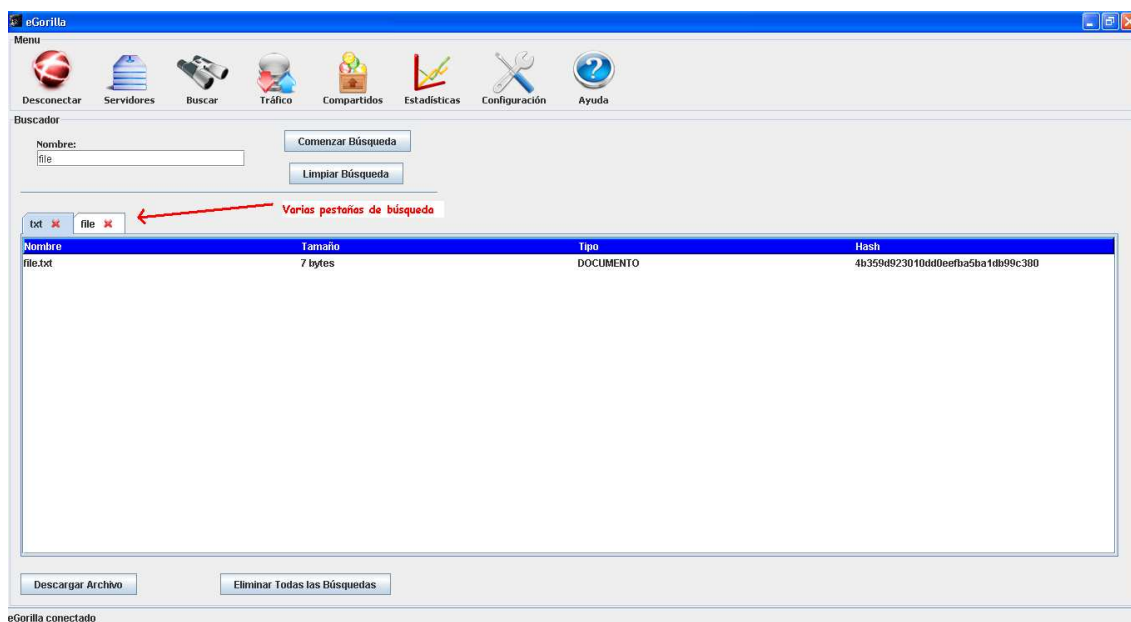 eGorilla
Menu
Desconectar Servidores Buscar Tráfico Compartidos Estadísticas Configuración Ayuda
Buscador
Nombre:
file
Comenzar Búsqueda
Limpiar Búsqueda
Varias pestañas de búsqueda
txt file
Nombre Tamaño Tipo Hash
file.txt 7 bytes DOCUMENTO 4b359d923010dd0eefba5ba1db99c380
Descargar Archivo Eliminar Todas las Búsquedas
eGorilla conectado